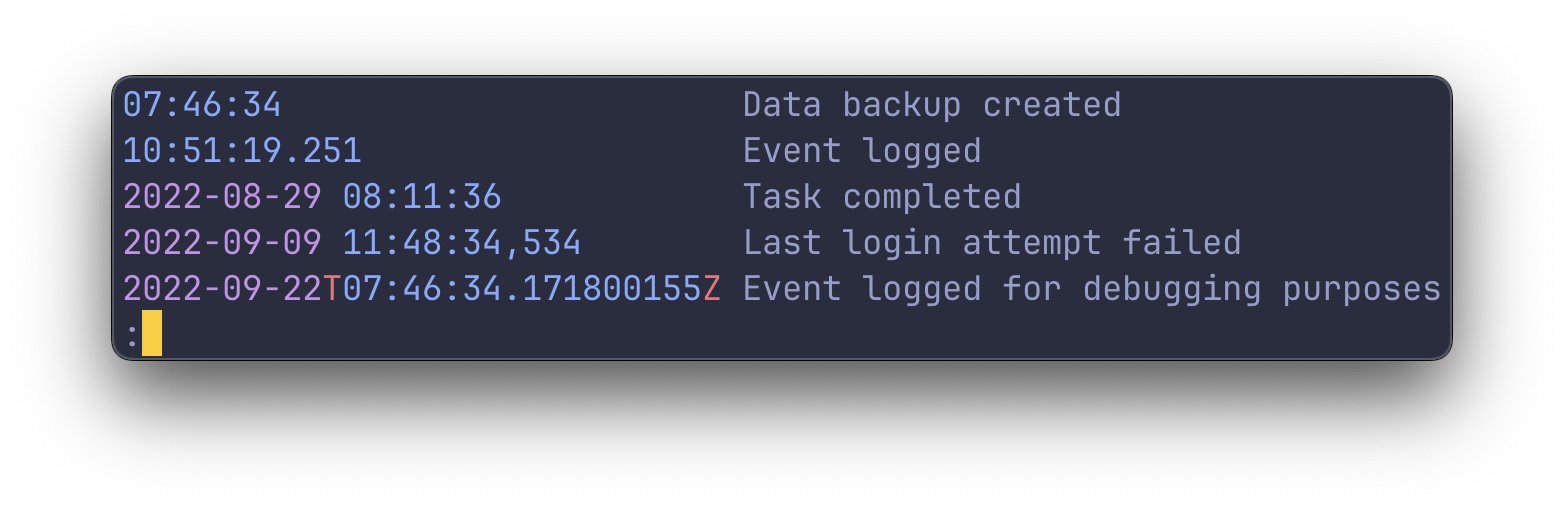 07:46:34                       Data backup created
10:51:19.251                   Event logged
2022-08-29 08:11:36            Task completed
2022-09-09 11:48:34,534        Last login attempt failed
2022-09-22T07:46:34.171800155Z Event logged for debugging purposes
: